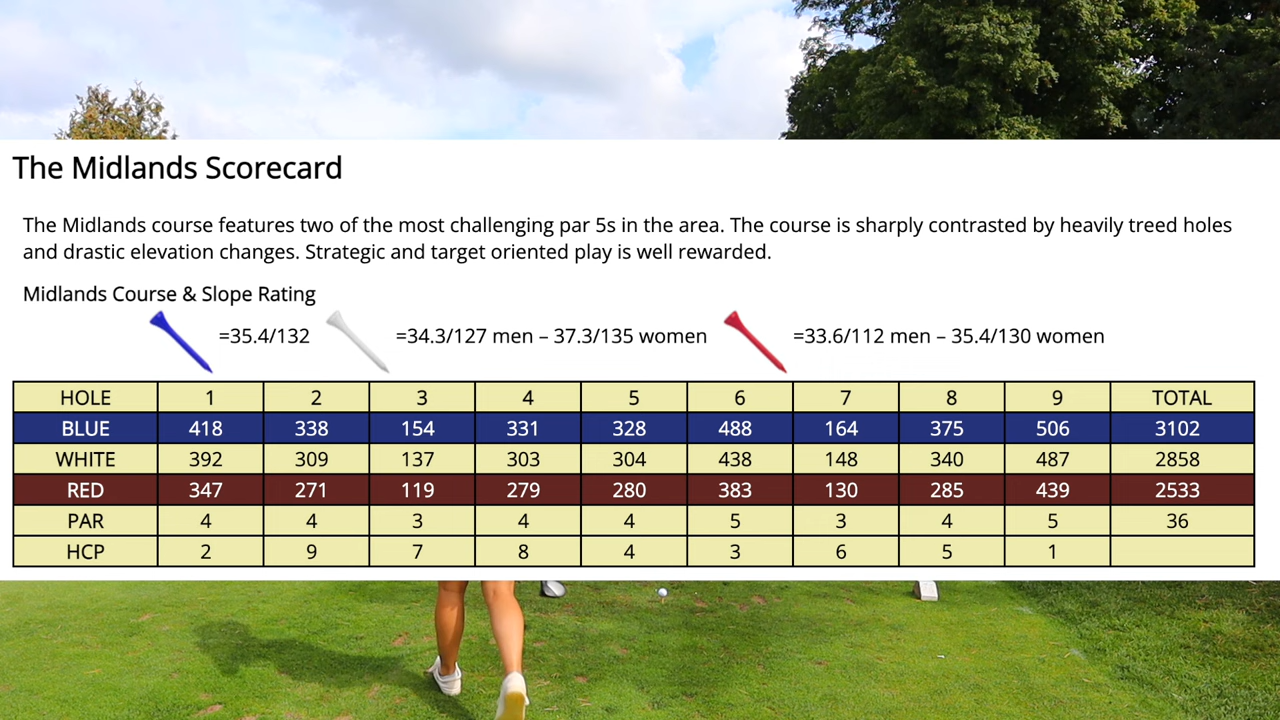 The Midlands Scorecard
The Midlands course features two of the most challenging par 5s in the area. The course is sharply contrasted by heavily treed holes
and drastic elevation changes. Strategic and target oriented play is well rewarded.
Midlands Course & Slope Rating
=35.4/132 =34.3/127 men – 37.3/135 women =33.6/112 men – 35.4/130 women
HOLE 1 2 3 4 5 6 7 8 9 TOTAL
BLUE 418 338 154 331 328 488 164 375 506 3102
WHITE 392 309 137 303 304 438 148 340 487 2858
RED 347 271 119 279 280 383 130 285 439 2533
PAR 4 4 3 4 4 5 3 4 5 36
HCP 2 9 7 8 4 3 6 5 1